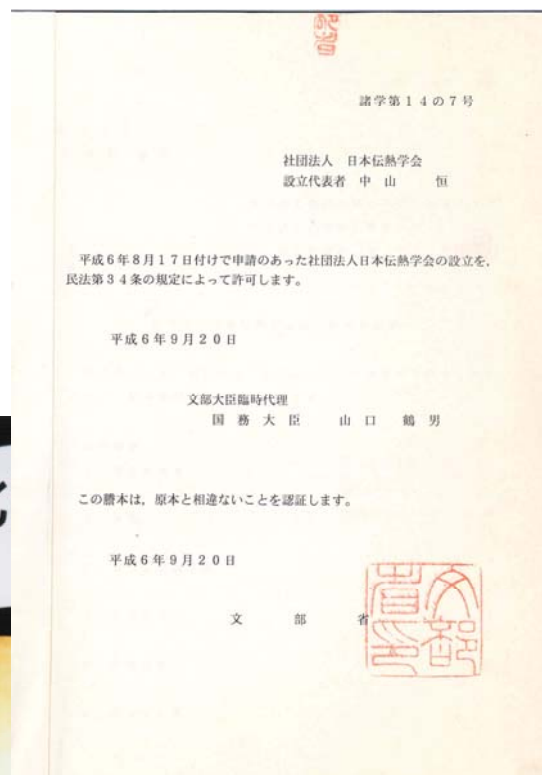 諸学第１４の７号
社団法人　日本伝熱学会
設立代表者　中　山　　恒
平成６年８月１７日付けで申請のあった社団法人日本伝熱学会の設立を、
民法第３４条の規定によって許可します。
平成６年９月２０日
文部大臣臨時代理
国　務　大　臣　　山　口　鶴　男
この謄本は，原本と相違ないことを認証します。
平成６年９月２０日
文　部　省
文部省印